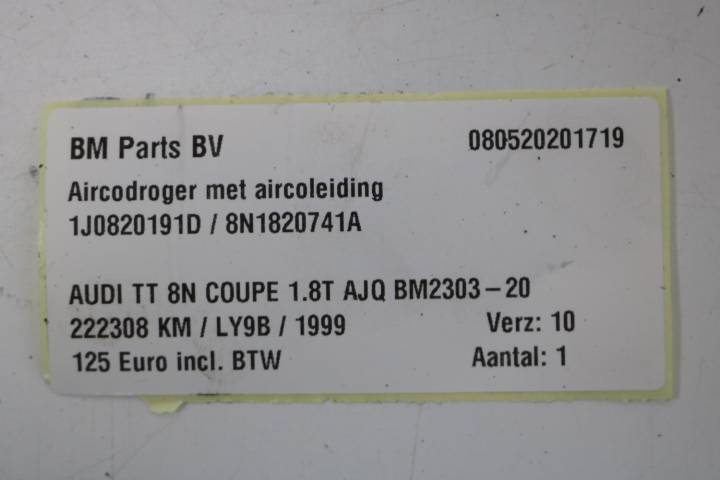 BM Parts BV 080520201719
Aircodroger met aircoleiding
1J0820191D / 8N1820741A
AUDI TT 8N COUPE 1.8T AJQ BM2303-20
222308 KM / LY9B / 1999 Verz: 10
125 Euro incl. BTW Aantal: 1